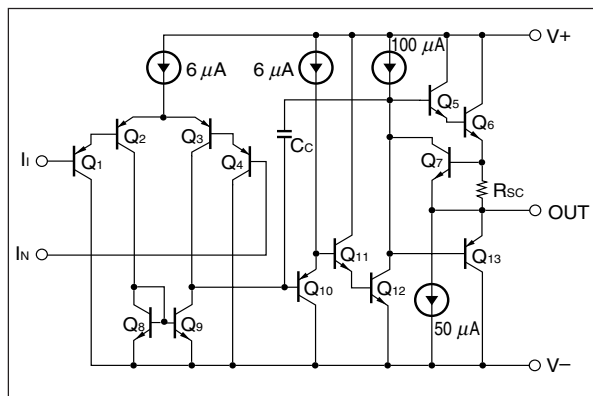 V+
6 μA
6 μA
100 μA
Q5
Q6
Q2
Q3
II
Q1
Q4
CC
Q7
RSC
OUT
IN
Q11
Q13
Q10
Q12
Q8
Q9
50 μA
V−